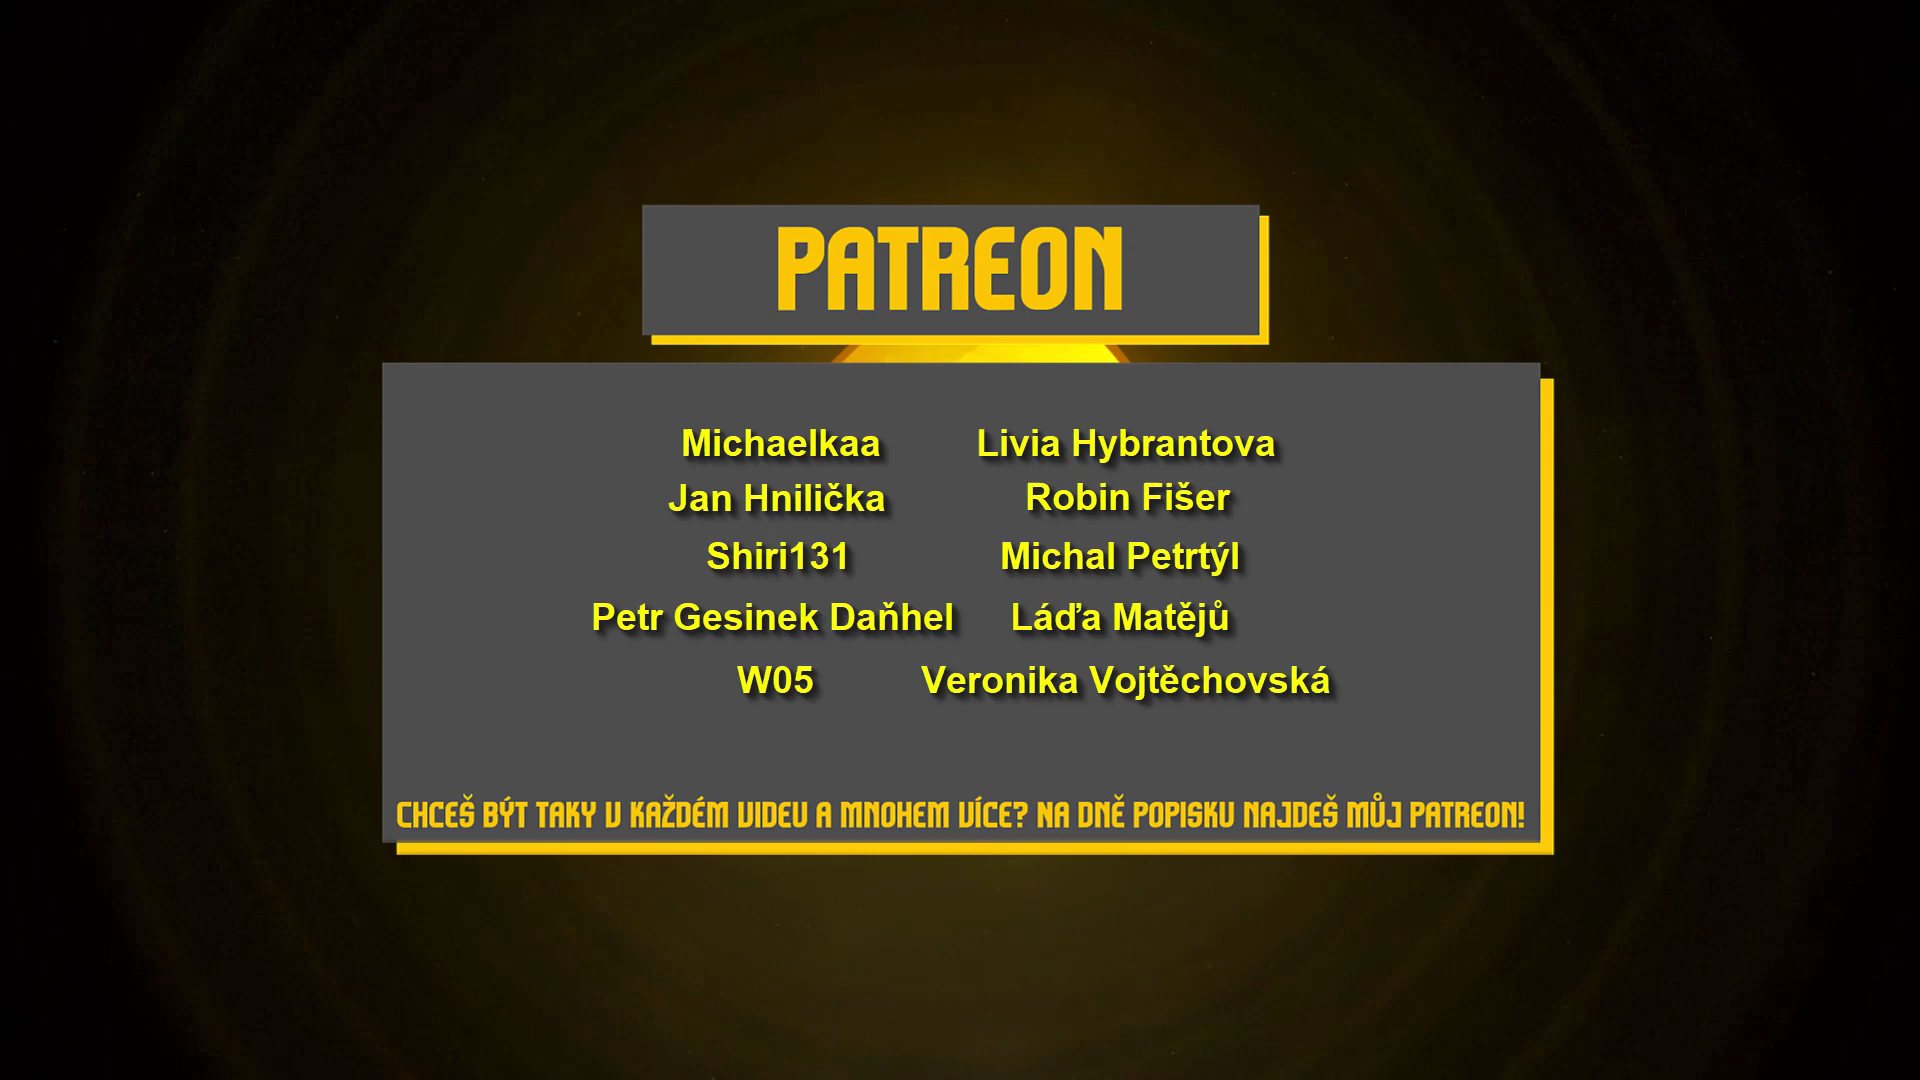 PATREON
Michaelkaa Livia Hybrantova
Jan Hnilička Robin Fišer
Shiri131 Michal Petrtýl
Petr Gesinek Daňhel Láďa Matějů
W05 Veronika Vojtěchovská
CHCEŠ BÝT TAKY V KAŽDÉM VIDEU A MNOHEM VÍCE? NA DNĚ POPISKU NAJDEŠ MŮJ PATREON!